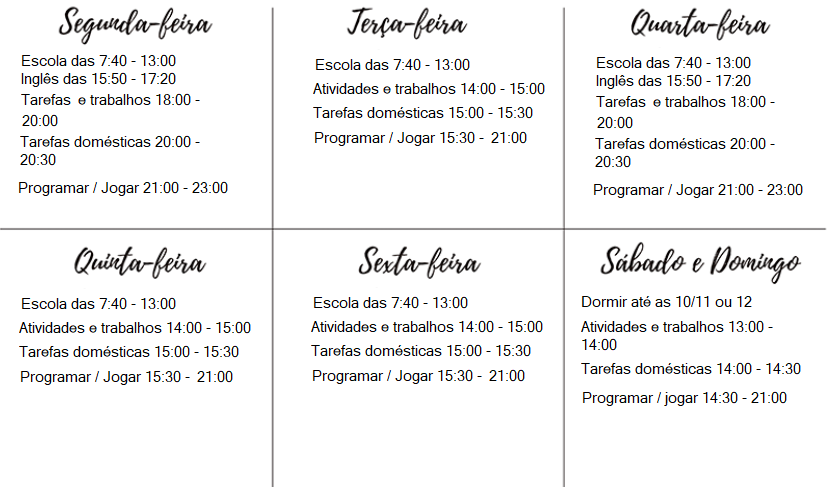 Segunda-feira
Escola das 7:40 - 13:00
Inglês das 15:50 - 17:20
Tarefas e trabalhos 18:00 -
20:00
Tarefas domésticas 20:00 -
20:30
Programar / Jogar 21:00 - 23:00
Terça-feira
Escola das 7:40 - 13:00
Atividades e trabalhos 14:00 - 15:00
Tarefas domésticas 15:00 - 15:30
Programar / Jogar 15:30 - 21:00
Quarta-feira
Escola das 7:40 - 13:00
Inglês das 15:50 - 17:20
Tarefas e trabalhos 18:00 -
20:00
Tarefas domésticas 20:00 -
20:30
Programar / Jogar 21:00 - 23:00
Quinta-feira
Escola das 7:40 - 13:00
Atividades e trabalhos 14:00 - 15:00
Tarefas domésticas 15:00 - 15:30
Programar / Jogar 15:30 - 21:00
Sexta-feira
Escola das 7:40 - 13:00
Atividades e trabalhos 14:00 - 15:00
Tarefas domésticas 15:00 - 15:30
Programar / Jogar 15:30 - 21:00
Sábado e Domingo
Dormir até as 10/11 ou 12
Atividades e trabalhos 13:00 -
14:00
Tarefas domésticas 14:00 - 14:30
Programar / jogar 14:30 - 21:00